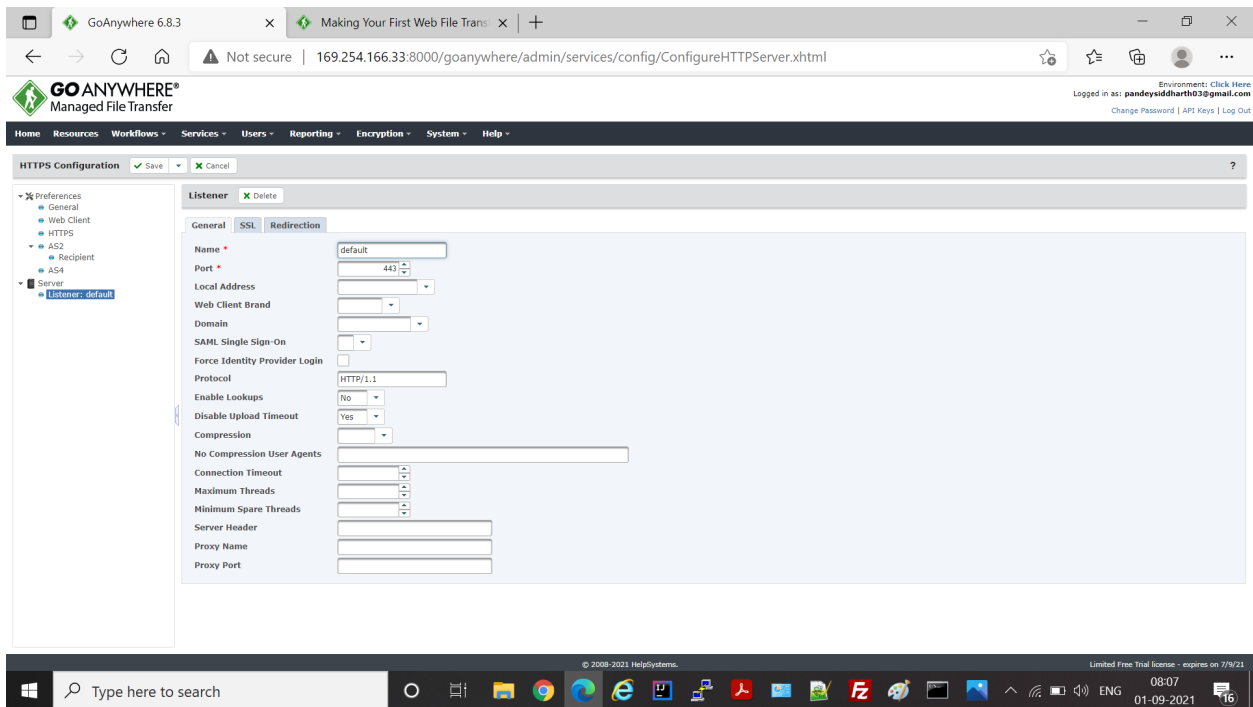 GoAnywhere 6.8.3
Making Your First Web File Trans
Not secure | 169.254.166.33:8000/goanywhere/admin/services/config/ConfigureHTTPServer.xhtml
GOANYWHERE®
Managed File Transfer
Environment: Click Here
Logged in as: pandeysiddharth03@gmail.com
Change Password | API Keys | Log Out
Home Resources Workflows Services Users Reporting Encryption System Help
HTTPS Configuration Save Cancel ?
Preferences
General
Web Client
HTTPS
AS2
Recipient
AS4
Server
Listener: default
Listener Delete
General SSL Redirection
Name * default
Port * 443
Local Address
Web Client Brand
Domain
SAML Single Sign-On
Force Identity Provider Login
Protocol HTTP/1.1
Enable Lookups No
Disable Upload Timeout Yes
Compression
No Compression User Agents
Connection Timeout
Maximum Threads
Minimum Spare Threads
Server Header
Proxy Name
Proxy Port
© 2008-2021 HelpSystems.
Limited Free Trial license - expires on 7/9/21
Type here to search
ENG
08:07
01-09-2021
16